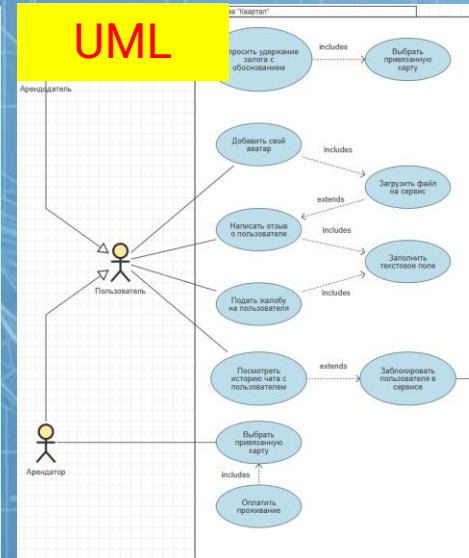 "Квартал"
UML
залога с
обоснованием
includes
Выбрать
привязанную
карту
Арендодатель
Добавить свой
аватар
includes
Загрузить файл
на сервис
extends
Написать отзыв
о пользователе
includes
Заполнить
текстовое поле
Пользователь
Подать жалобу
на пользователя
includes
Посмотреть
историю чата с
пользователем
extends
Заблокировать
пользователя в
сервисе
Выбрать
привязанную
карту
Арендатор
includes
Оплатить
проживание